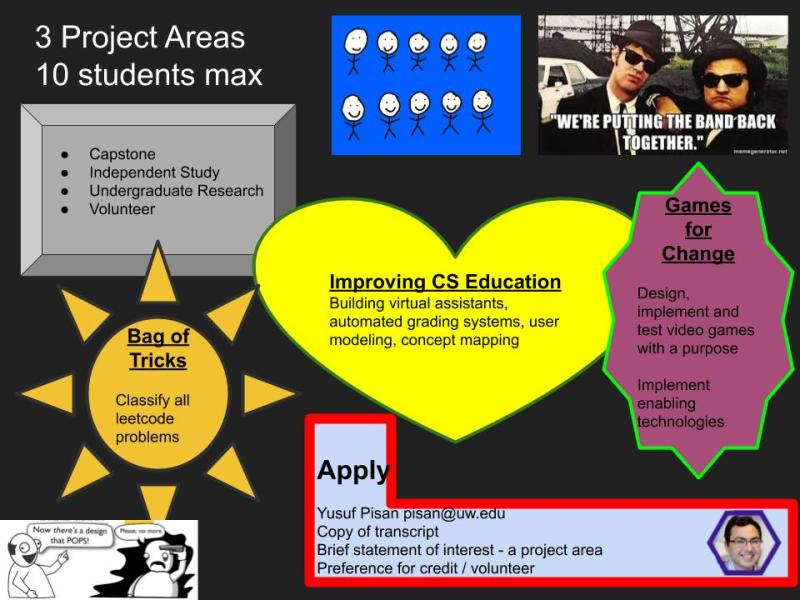 3 Project Areas
10 students max
● Capstone
● Independent Study
● Undergraduate Research
● Volunteer
"WE'RE PUTTING THE BAND BACK
TOGETHER."
memegenerator.net
Improving CS Education
Building virtual assistants,
automated grading systems, user
modeling, concept mapping
Games
for
Change
Design,
implement and
test video games
with a purpose
Implement
enabling
technologies
Bag of
Tricks
Classify all
leetcode
problems
Apply
Yusuf Pisan pisan@uw.edu
Copy of transcript
Brief statement of interest - a project area
Preference for credit / volunteer
Now there's a design
that POPS!
Please, no more.